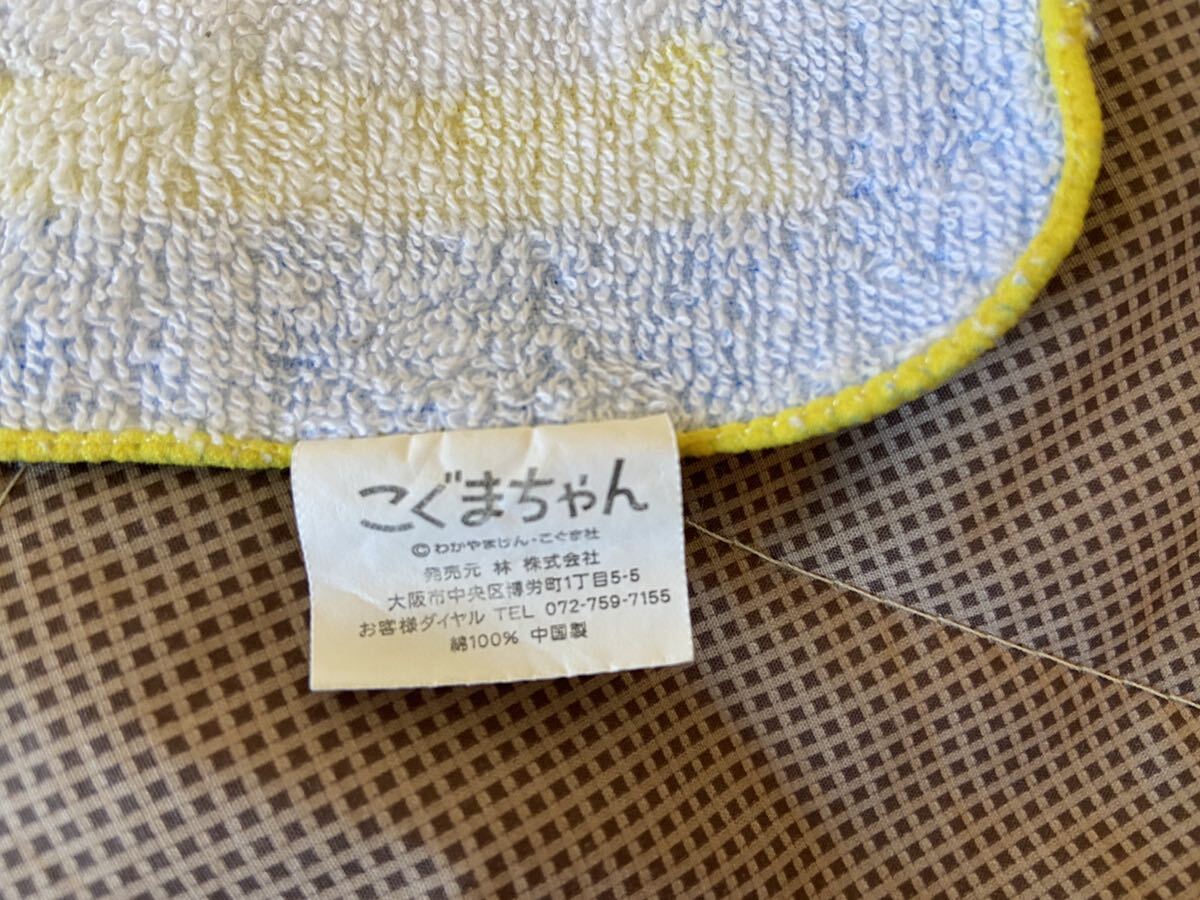 こぐまちゃん
©わかやまけん・こぐま社
発売元 林 株式会社
大阪市中央区博労町1丁目5-5
お客様ダイヤル TEL 072-759-7155
綿100% 中国製